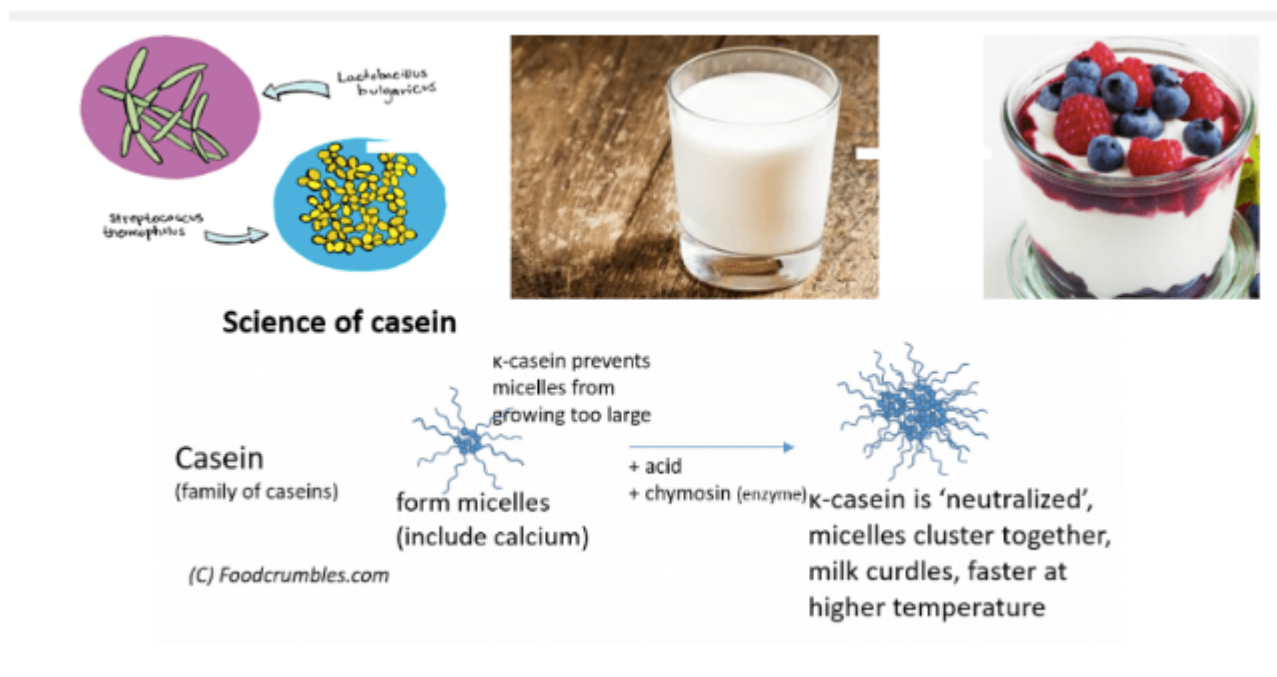 Lactobacillus
bulgaricus
Streptococcus
thermophilus
Science of casein
κ-casein prevents
micelles from
growing too large
Casein
(family of caseins)
form micelles
(include calcium)
+ acid
+ chymosin (enzyme)
κ-casein is ‘neutralized’,
micelles cluster together,
milk curdles, faster at
higher temperature
(C) Foodcrumbles.com